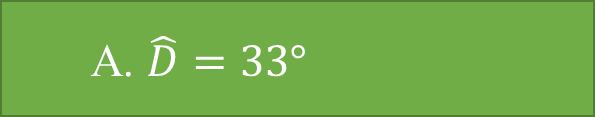 A. D̂ = 33°